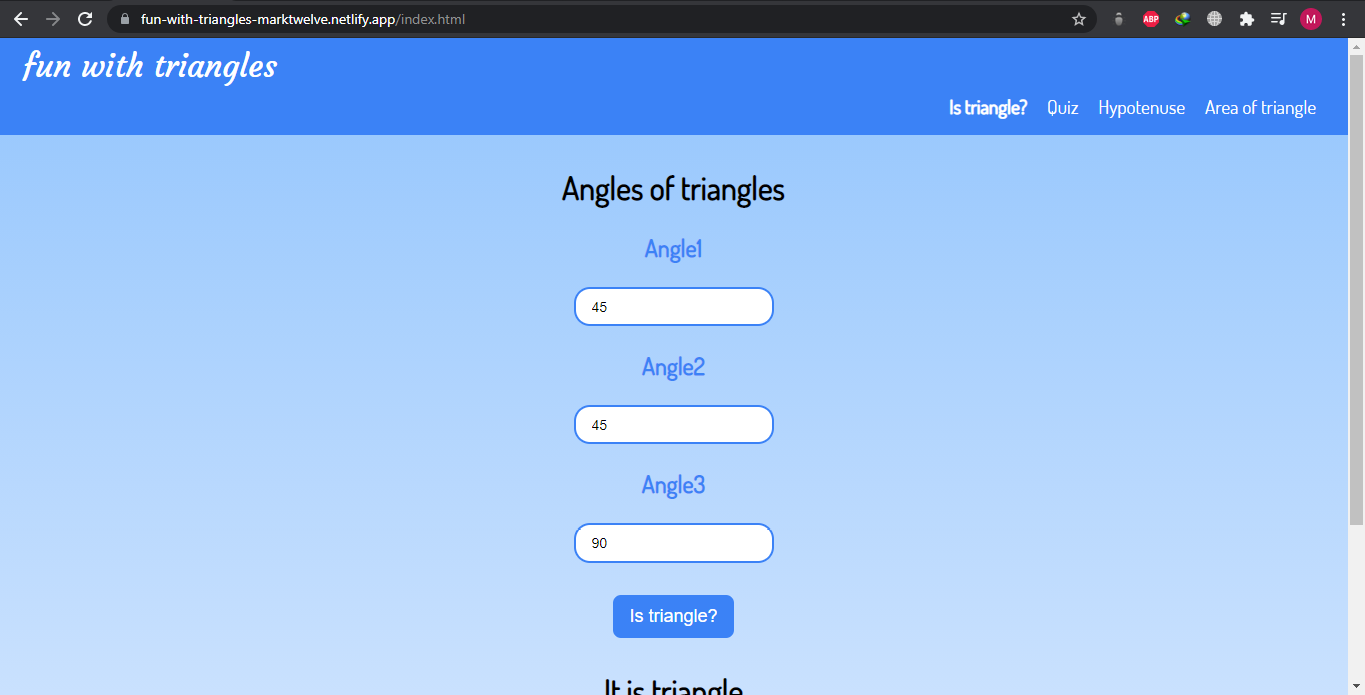 fun-with-triangles-marktwelve.netlify.app/index.html
ABP
M
fun with triangles
Is triangle? Quiz Hypotenuse Area of triangle
Angles of triangles
Angle1
45
Angle2
45
Angle3
90
Is triangle?
It is triangle